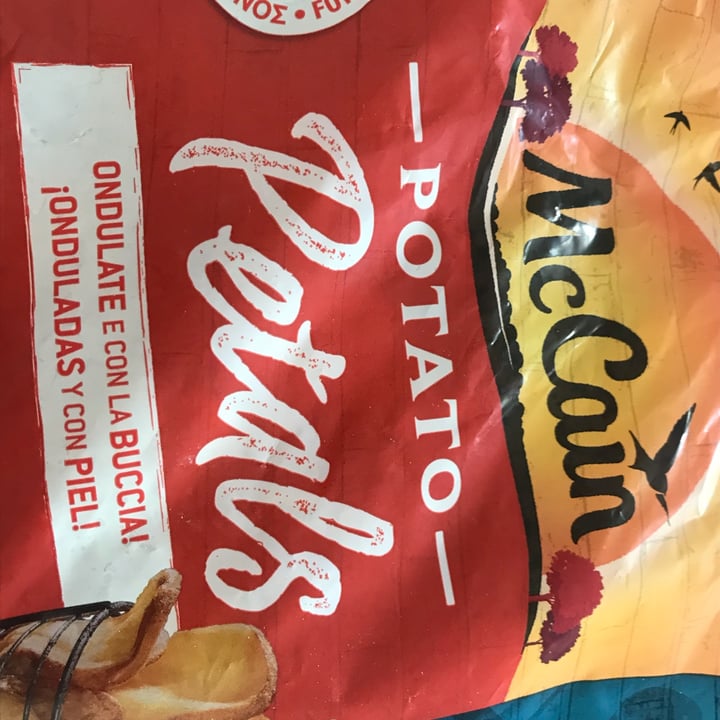 McCain
POTATO
Petals
ONDULATE E CON LA BUCCIA!
¡ONDULADAS Y CON PIEL!